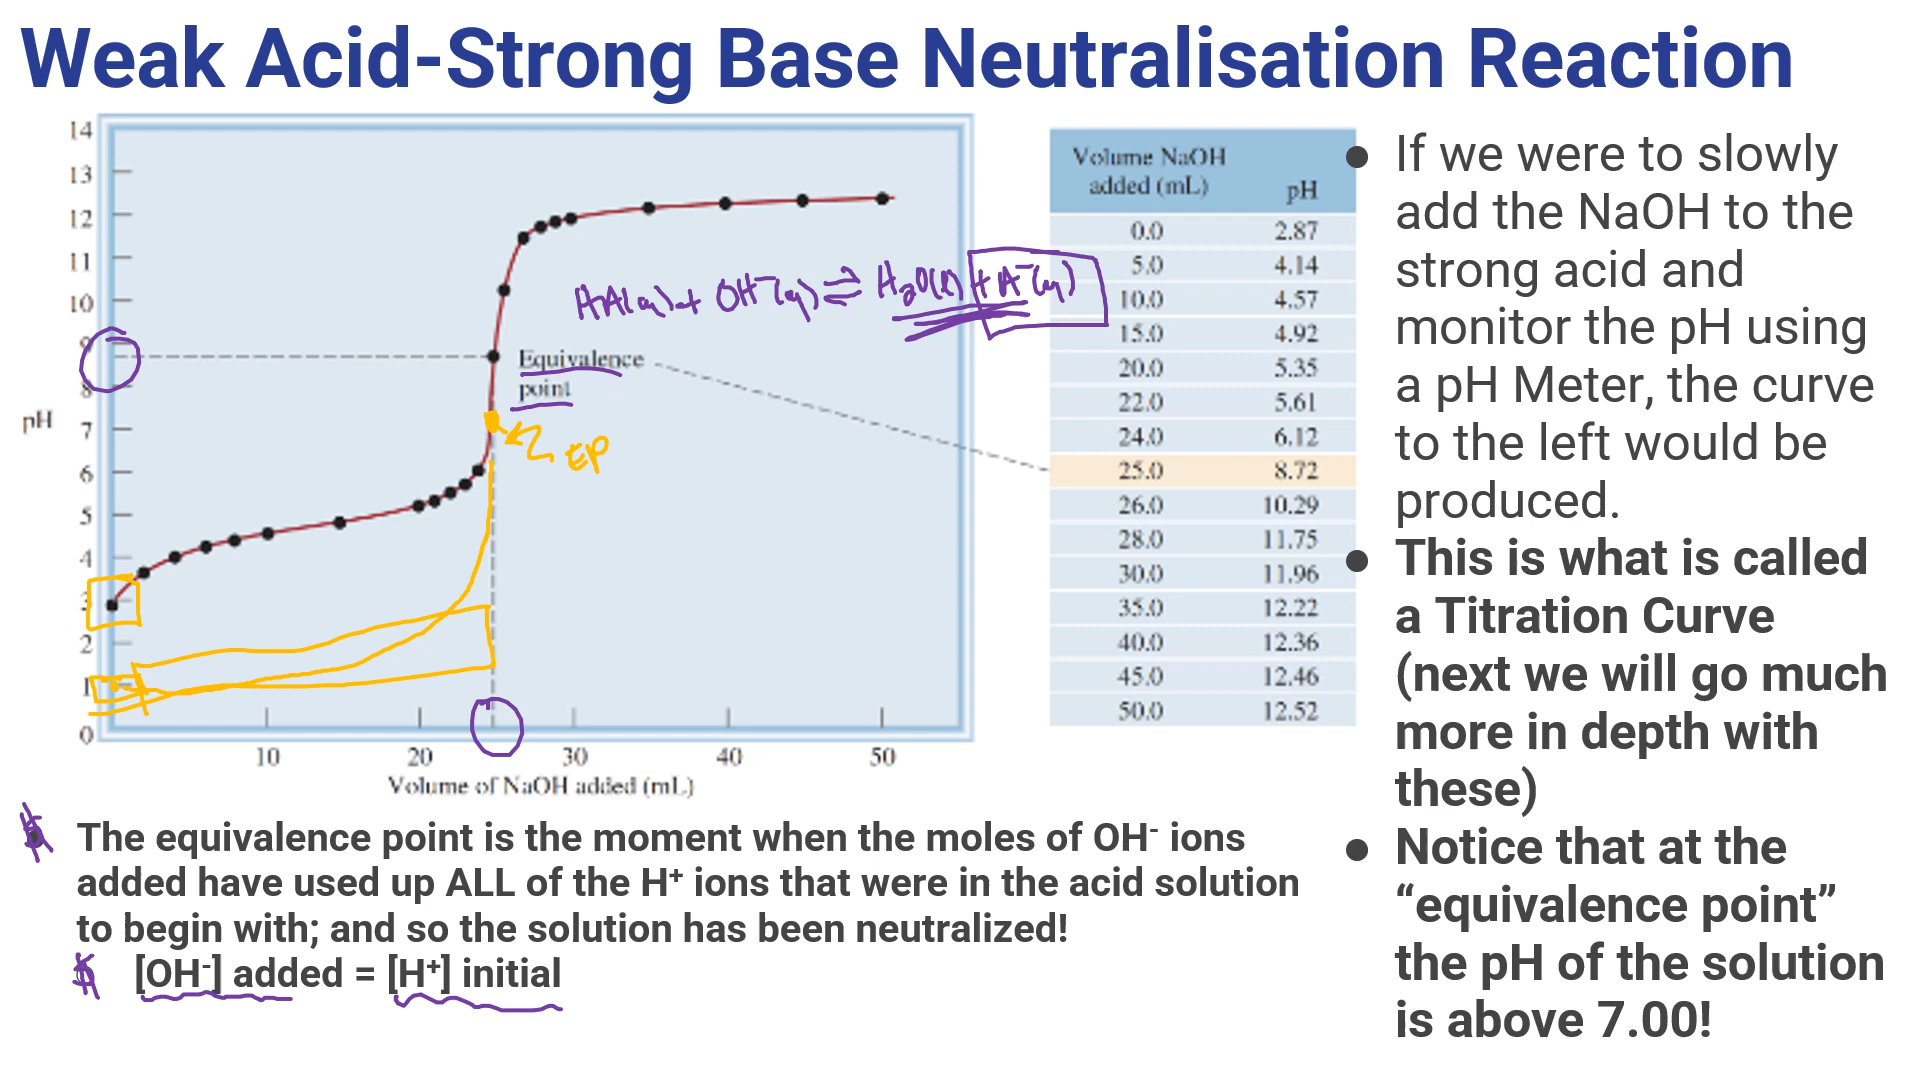 Weak Acid-Strong Base Neutralisation Reaction
14
13
12
11
10
9
8
7
6
5
4
3
2
1
0
pH
10 20 30 40 50
Volume of NaOH added (mL)
Equivalence
point
EP
HA(aq) + OH⁻(aq) ⇌ H₂O(l) + A⁻(aq)
Volume NaOH
added (mL) pH
0.0 2.87
5.0 4.14
10.0 4.57
15.0 4.92
20.0 5.35
22.0 5.61
24.0 6.12
25.0 8.72
26.0 10.29
28.0 11.75
30.0 11.96
35.0 12.22
40.0 12.36
45.0 12.46
50.0 12.52
● If we were to slowly
add the NaOH to the
strong acid and
monitor the pH using
a pH Meter, the curve
to the left would be
produced.
● This is what is called
a Titration Curve
(next we will go much
more in depth with
these)
● Notice that at the
“equivalence point”
the pH of the solution
is above 7.00!
The equivalence point is the moment when the moles of OH⁻ ions
added have used up ALL of the H⁺ ions that were in the acid solution
to begin with; and so the solution has been neutralized!
[OH⁻] added = [H⁺] initial